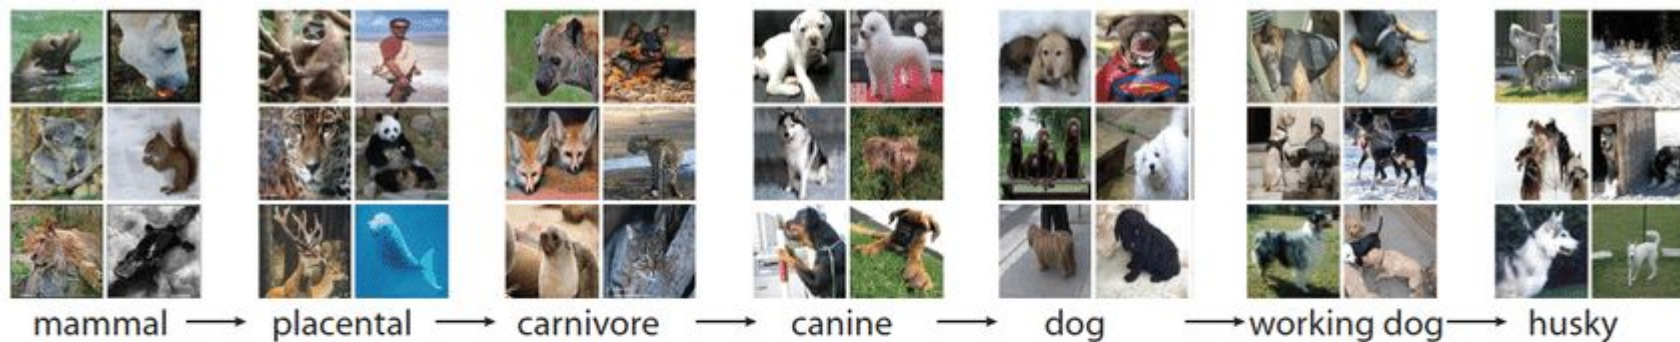 mammal → placental → carnivore → canine → dog → working dog → husky